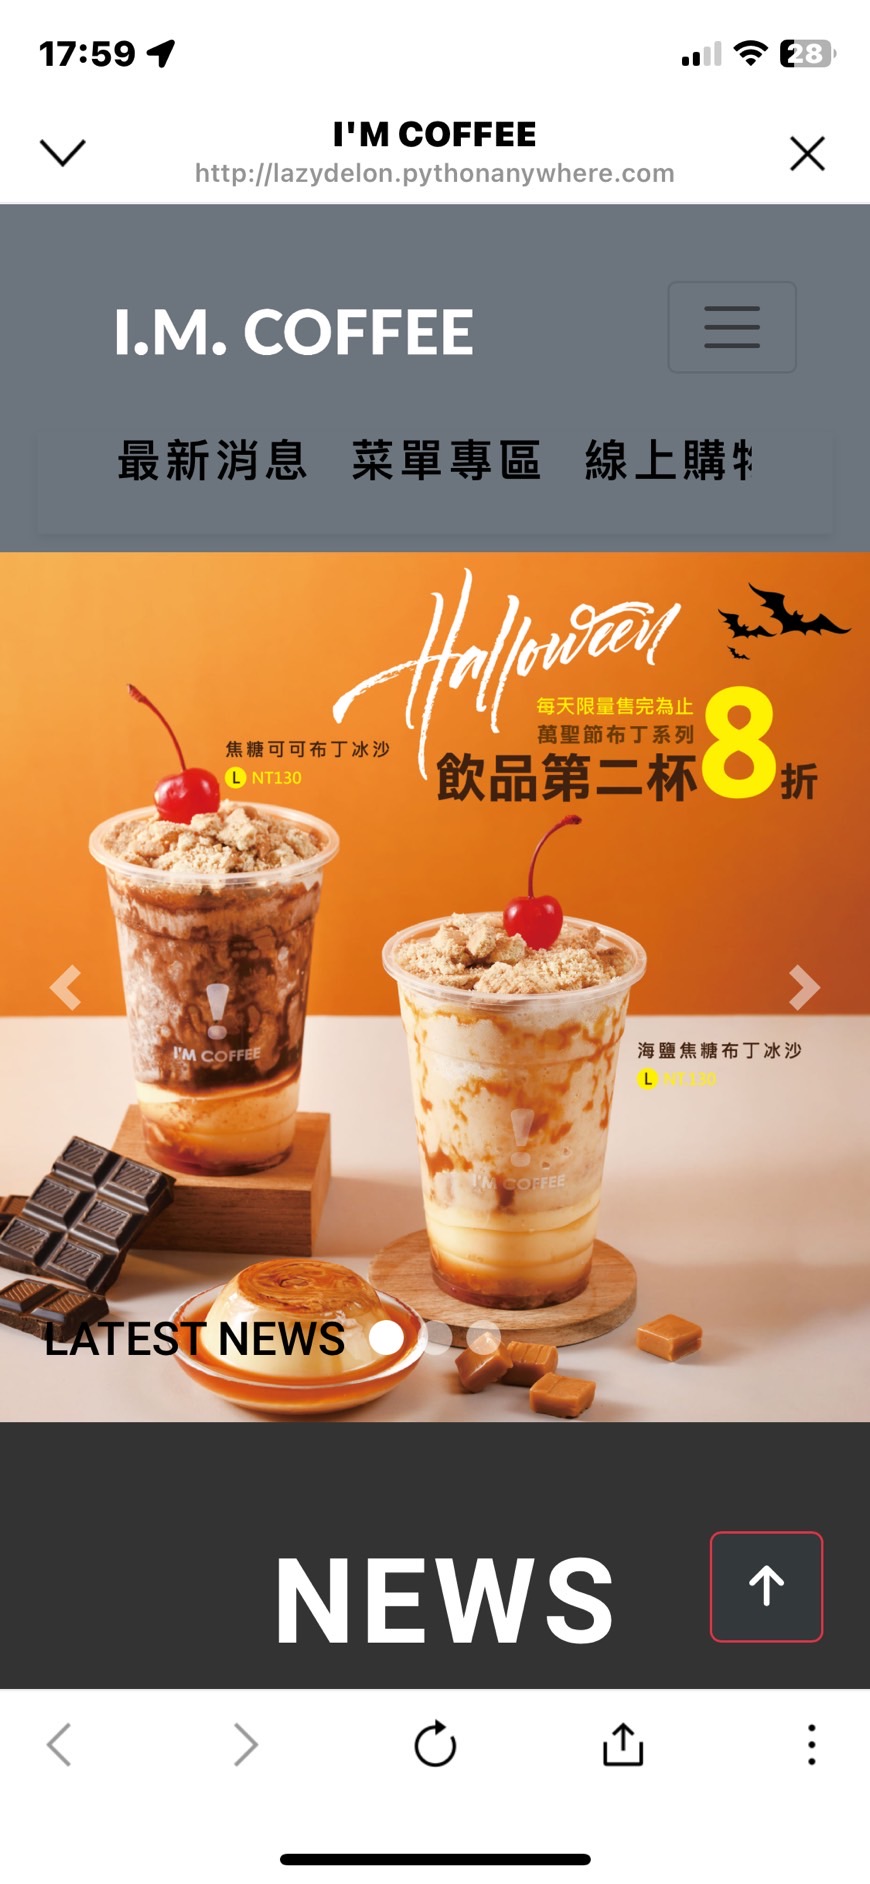 17:59
28
I'M COFFEE
http://lazydelon.pythonanywhere.com
I.M. COFFEE
最新消息 菜單專區 線上購
Halloween
每天限量售完為止
萬聖節布丁系列
飲品第二杯8折
焦糖可可布丁冰沙
L NT130
I'M COFFEE
海鹽焦糖布丁冰沙
L NT130
I'M COFFEE
LATEST NEWS
NEWS